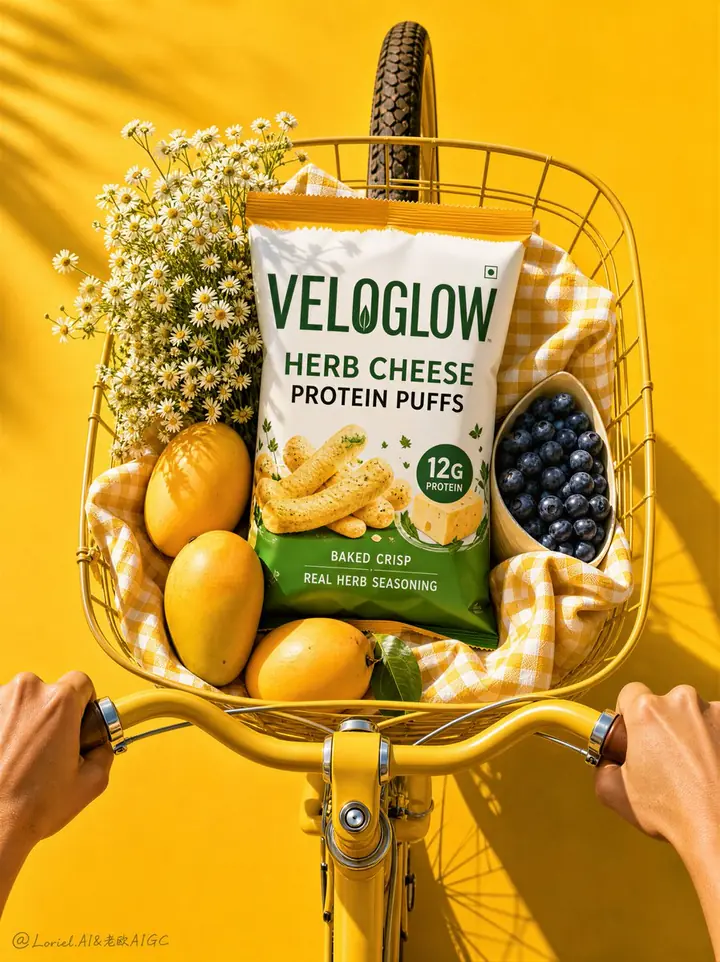 VELOGLOW
HERB CHEESE
PROTEIN PUFFS
12G
PROTEIN
BAKED CRISP
REAL HERB SEASONING
@Loriel.AI&老欧AIGC